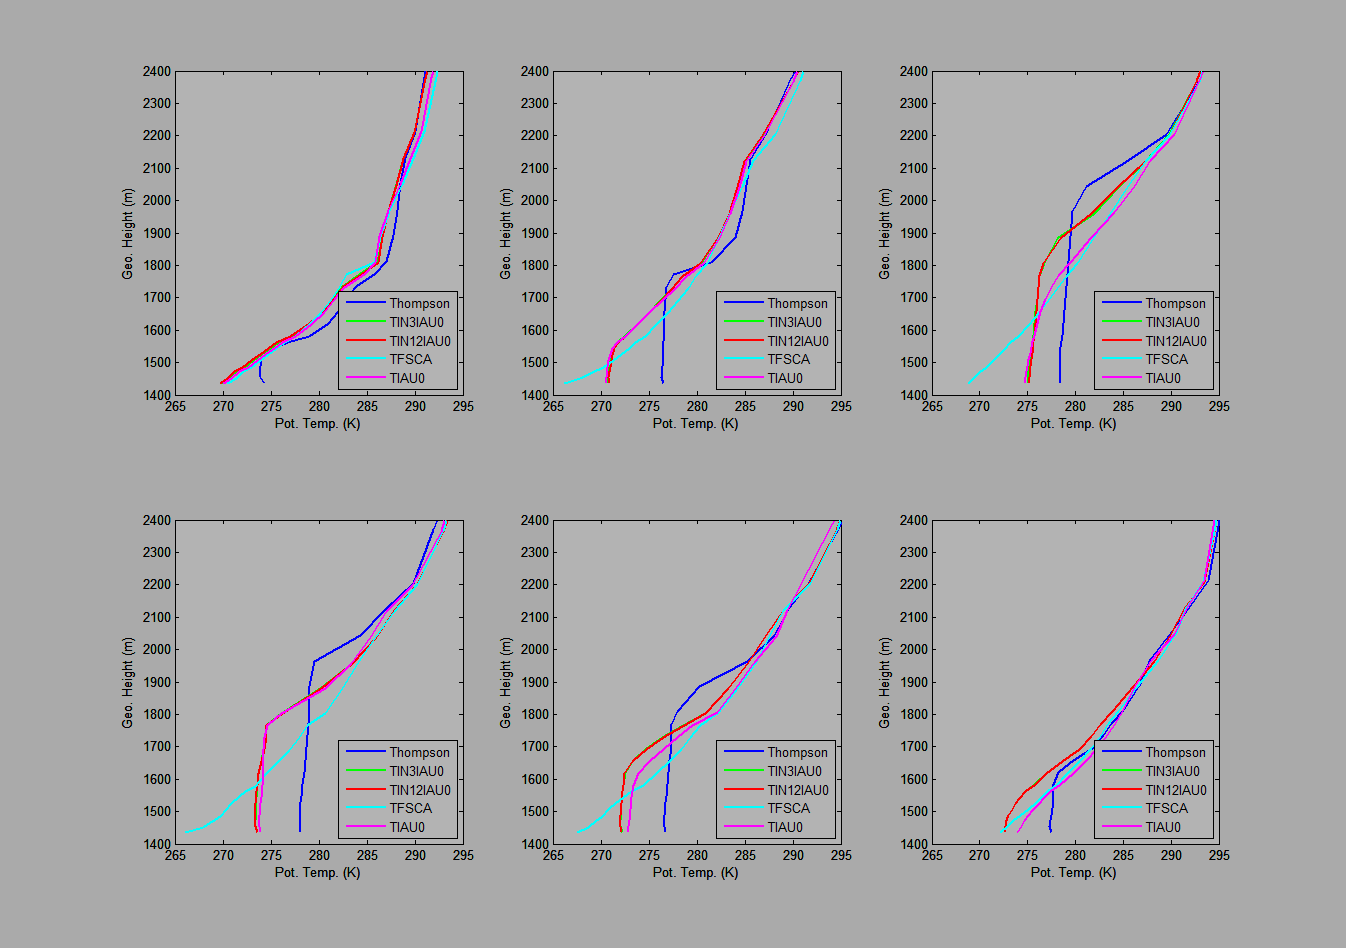 2400
2300
2200
2100
2000
1900
1800
1700
1600
1500
1400
Geo. Height (m)
265 270 275 280 285 290 295
Pot. Temp. (K)
Thompson
TIN3IAU0
TIN12IAU0
TFSCA
TIAU0
2400
2300
2200
2100
2000
1900
1800
1700
1600
1500
1400
Geo. Height (m)
265 270 275 280 285 290 295
Pot. Temp. (K)
Thompson
TIN3IAU0
TIN12IAU0
TFSCA
TIAU0
2400
2300
2200
2100
2000
1900
1800
1700
1600
1500
1400
Geo. Height (m)
265 270 275 280 285 290 295
Pot. Temp. (K)
Thompson
TIN3IAU0
TIN12IAU0
TFSCA
TIAU0
2400
2300
2200
2100
2000
1900
1800
1700
1600
1500
1400
Geo. Height (m)
265 270 275 280 285 290 295
Pot. Temp. (K)
Thompson
TIN3IAU0
TIN12IAU0
TFSCA
TIAU0
2400
2300
2200
2100
2000
1900
1800
1700
1600
1500
1400
Geo. Height (m)
265 270 275 280 285 290 295
Pot. Temp. (K)
Thompson
TIN3IAU0
TIN12IAU0
TFSCA
TIAU0
2400
2300
2200
2100
2000
1900
1800
1700
1600
1500
1400
Geo. Height (m)
265 270 275 280 285 290 295
Pot. Temp. (K)
Thompson
TIN3IAU0
TIN12IAU0
TFSCA
TIAU0